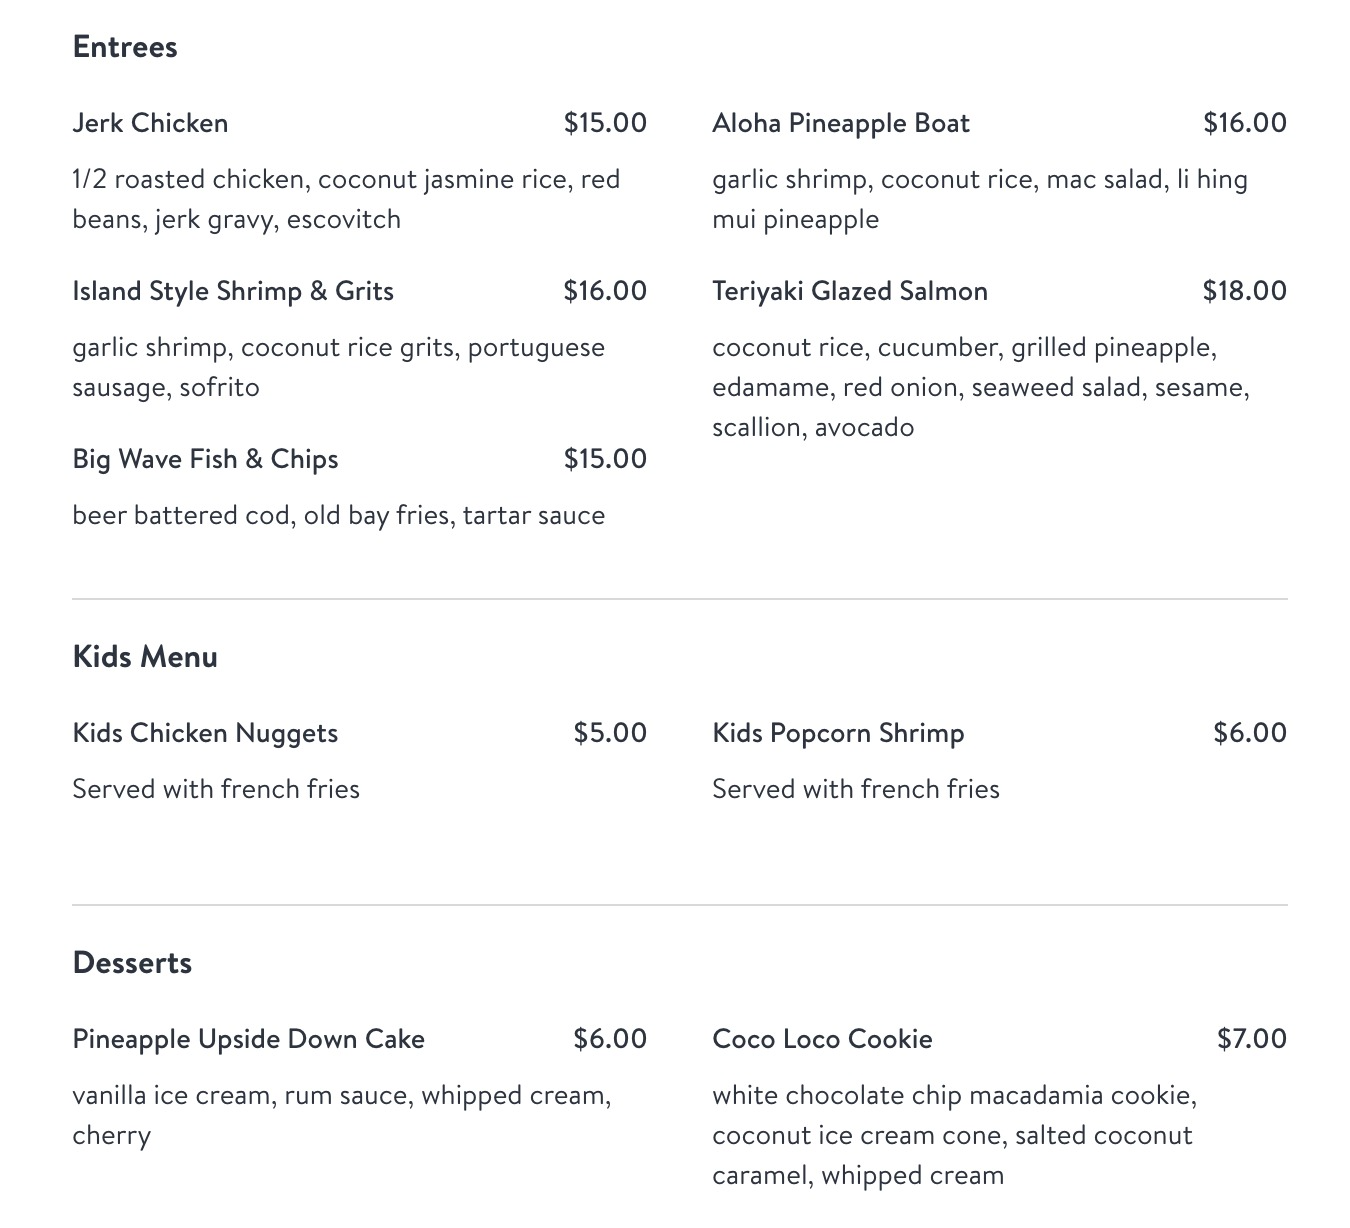 Entrees
Jerk Chicken $15.00
1/2 roasted chicken, coconut jasmine rice, red
beans, jerk gravy, escovitch
Island Style Shrimp & Grits $16.00
garlic shrimp, coconut rice grits, portuguese
sausage, sofrito
Big Wave Fish & Chips $15.00
beer battered cod, old bay fries, tartar sauce
Aloha Pineapple Boat $16.00
garlic shrimp, coconut rice, mac salad, li hing
mui pineapple
Teriyaki Glazed Salmon $18.00
coconut rice, cucumber, grilled pineapple,
edamame, red onion, seaweed salad, sesame,
scallion, avocado
Kids Menu
Kids Chicken Nuggets $5.00
Served with french fries
Kids Popcorn Shrimp $6.00
Served with french fries
Desserts
Pineapple Upside Down Cake $6.00
vanilla ice cream, rum sauce, whipped cream,
cherry
Coco Loco Cookie $7.00
white chocolate chip macadamia cookie,
coconut ice cream cone, salted coconut
caramel, whipped cream